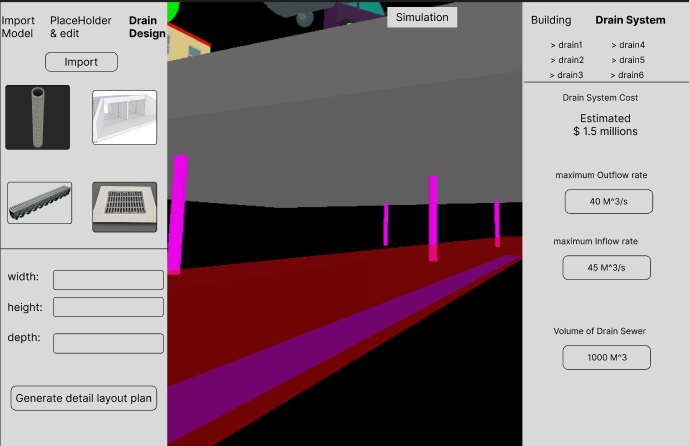 Import
Model
PlaceHolder
& edit
Drain
Design
Import
width:
height:
depth:
Generate detail layout plan
Simulation
Building
Drain System
> drain1
> drain4
> drain2
> drain5
> drain3
> drain6
Drain System Cost
Estimated
$ 1.5 millions
maximum Outflow rate
40 M^3/s
maximum Inflow rate
45 M^3/s
Volume of Drain Sewer
1000 M^3